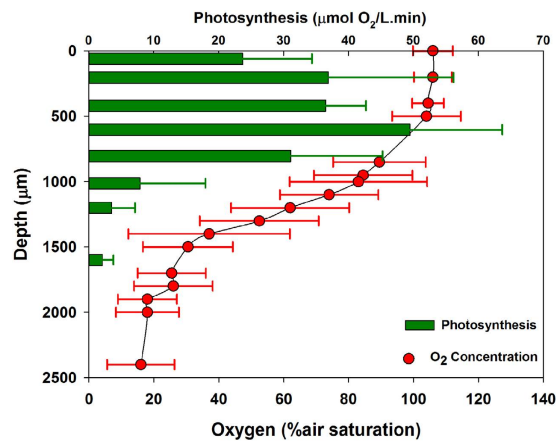 Photosynthesis (μmol O₂/L.min)
0 10 20 30 40 50 60 70
0
500
1000
1500
2000
2500
Depth (μm)
Photosynthesis
O₂ Concentration
0 20 40 60 80 100 120 140
Oxygen (%air saturation)